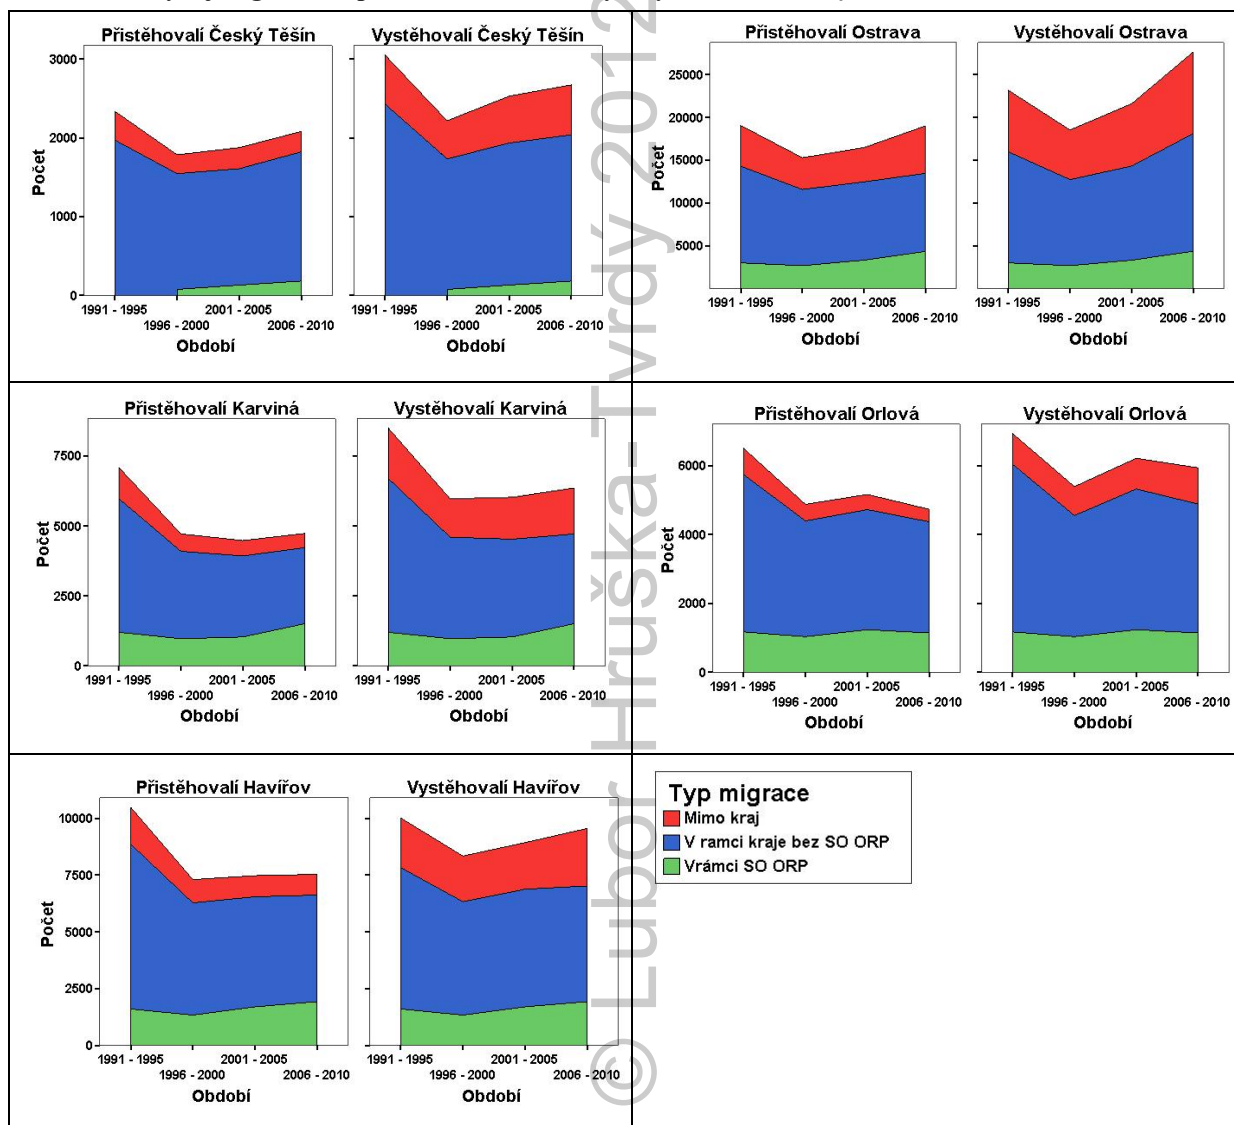 Přistěhovalí Český Těšín
Vystěhovalí Český Těšín
Počet
3000
2000
1000
0
1991 - 1995
1996 - 2000
2001 - 2005
2006 - 2010
Období
1991 - 1995
1996 - 2000
2001 - 2005
2006 - 2010
Období
Přistěhovalí Ostrava
Vystěhovalí Ostrava
Počet
25000
20000
15000
10000
5000
1991 - 1995
1996 - 2000
2001 - 2005
2006 - 2010
Období
1991 - 1995
1996 - 2000
2001 - 2005
2006 - 2010
Období
Přistěhovalí Karviná
Vystěhovalí Karviná
Počet
7500
5000
2500
0
1991 - 1995
1996 - 2000
2001 - 2005
2006 - 2010
Období
1991 - 1995
1996 - 2000
2001 - 2005
2006 - 2010
Období
Přistěhovalí Orlová
Vystěhovalí Orlová
Počet
6000
4000
2000
0
1991 - 1995
1996 - 2000
2001 - 2005
2006 - 2010
Období
1991 - 1995
1996 - 2000
2001 - 2005
2006 - 2010
Období
Přistěhovalí Havířov
Vystěhovalí Havířov
Počet
10000
7500
5000
2500
0
1991 - 1995
1996 - 2000
2001 - 2005
2006 - 2010
Období
1991 - 1995
1996 - 2000
2001 - 2005
2006 - 2010
Období
Typ migrace
Mimo kraj
V ramci kraje bez SO ORP
Vrámci SO ORP
© Lubor Hruška-Tvrdý 2012